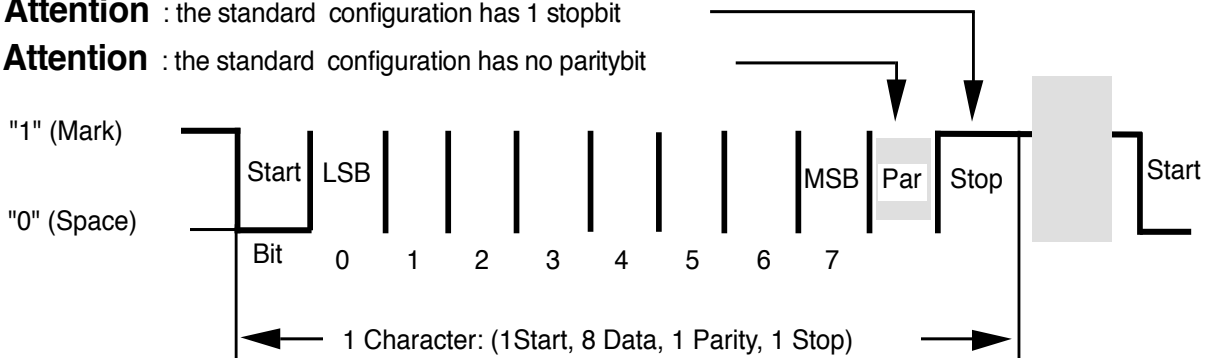 Attention : the standard configuration has 1 stopbit
Attention : the standard configuration has no paritybit
"1" (Mark)
Start LSB MSB Par Stop Start
"0" (Space)
Bit 0 1 2 3 4 5 6 7
1 Character: (1Start, 8 Data, 1 Parity, 1 Stop)